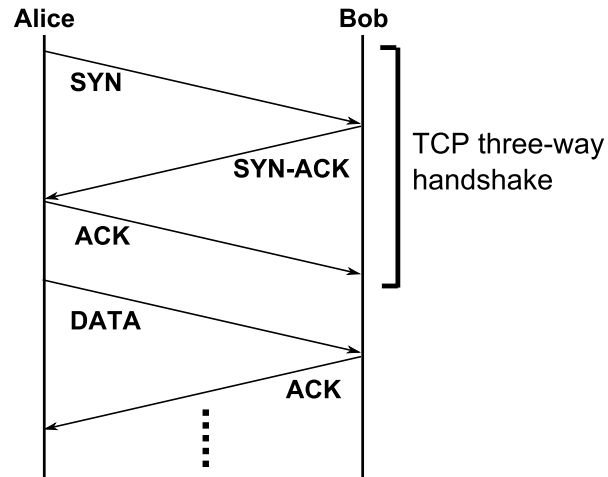 Alice
Bob
SYN
SYN-ACK
TCP three-way
handshake
ACK
DATA
ACK